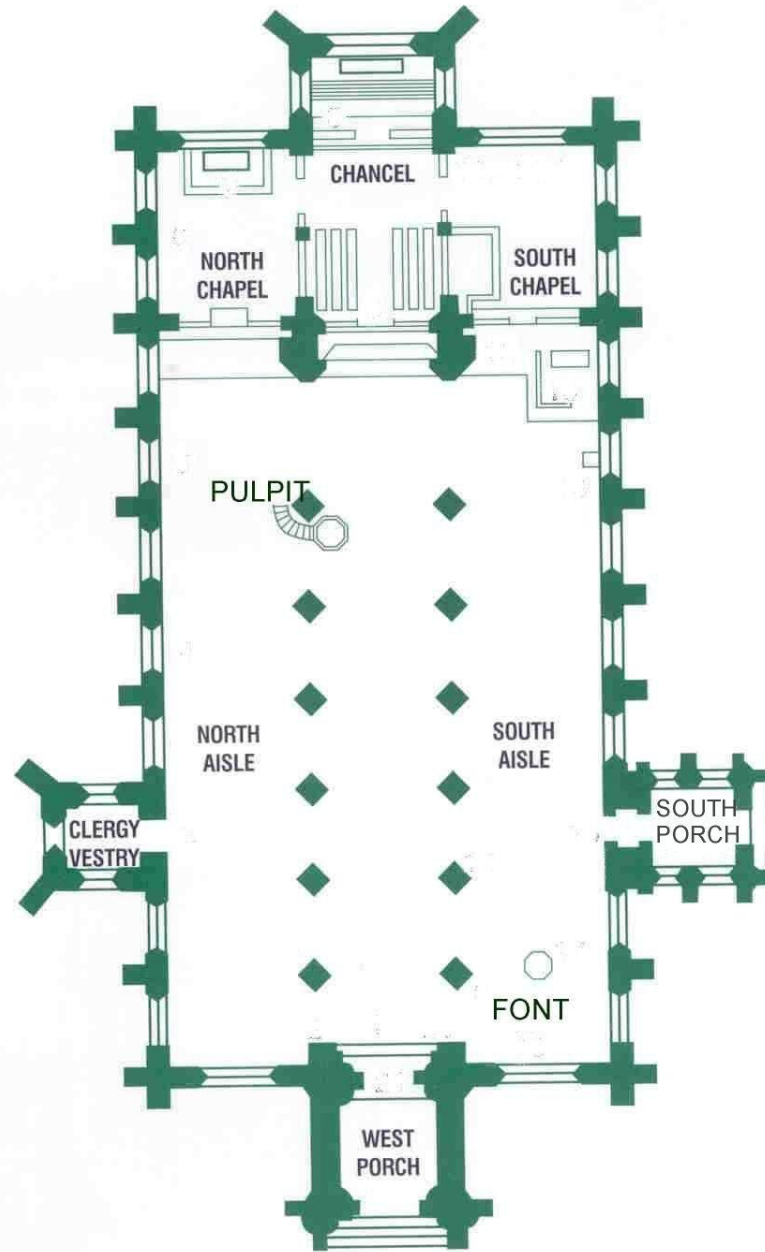 CHANCEL
NORTH
CHAPEL
SOUTH
CHAPEL
PULPIT
NORTH
AISLE
SOUTH
AISLE
CLERGY
VESTRY
SOUTH
PORCH
FONT
WEST
PORCH